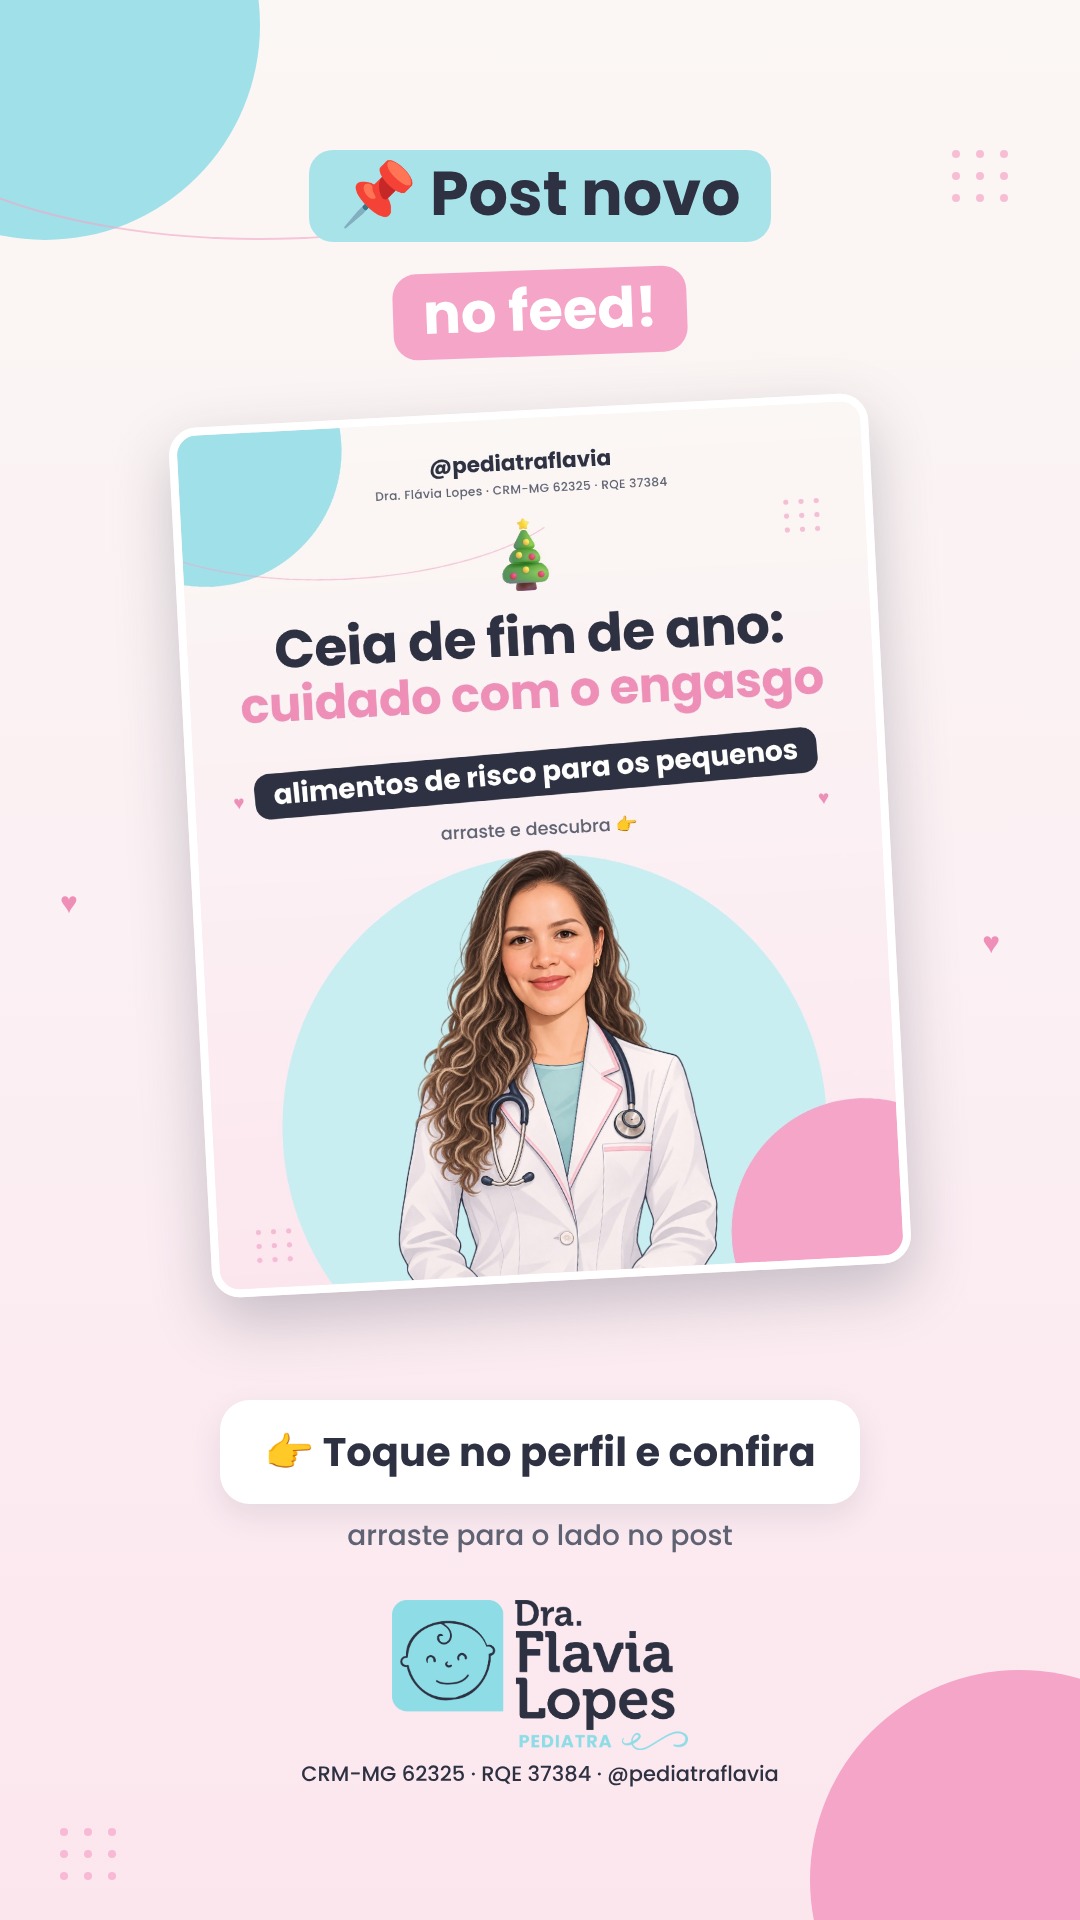 📌 Post novo
no feed!
@pediatraflavia
Dra. Flávia Lopes · CRM-MG 62325 · RQE 37384
Ceia de fim de ano:
cuidado com o engasgo
alimentos de risco para os pequenos
arraste e descubra 👉
👉 Toque no perfil e confira
arraste para o lado no post
Dra.
Flavia
Lopes
PEDIATRA
CRM-MG 62325 · RQE 37384 · @pediatraflavia